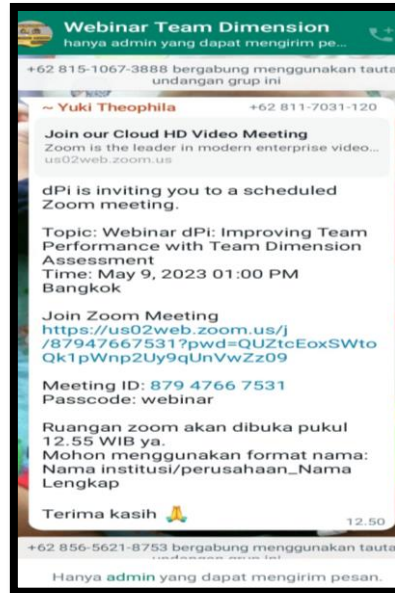 Webinar Team Dimension
hanya admin yang dapat mengirim pe...
+62 815-1067-3888 bergabung menggunakan tauta
undangan grup ini
~ Yuki Theophila +62 811-7031-120
Join our Cloud HD Video Meeting
Zoom is the leader in modern enterprise video...
us02web.zoom.us
dPi is inviting you to a scheduled
Zoom meeting.
Topic: Webinar dPi: Improving Team
Performance with Team Dimension
Assessment
Time: May 9, 2023 01:00 PM
Bangkok
Join Zoom Meeting
https://us02web.zoom.us/j
/87947667531?pwd=QUZtcEoxSWto
Qk1pWnp2Uy9qUnVwZz09
Meeting ID: 879 4766 7531
Passcode: webinar
Ruangan zoom akan dibuka pukul
12.55 WIB ya.
Mohon menggunakan format nama:
Nama institusi/perusahaan_Nama
Lengkap
Terima kasih 🙏
12.50
+62 856-5621-8753 bergabung menggunakan tauta
Hanya admin yang dapat mengirim pesan.